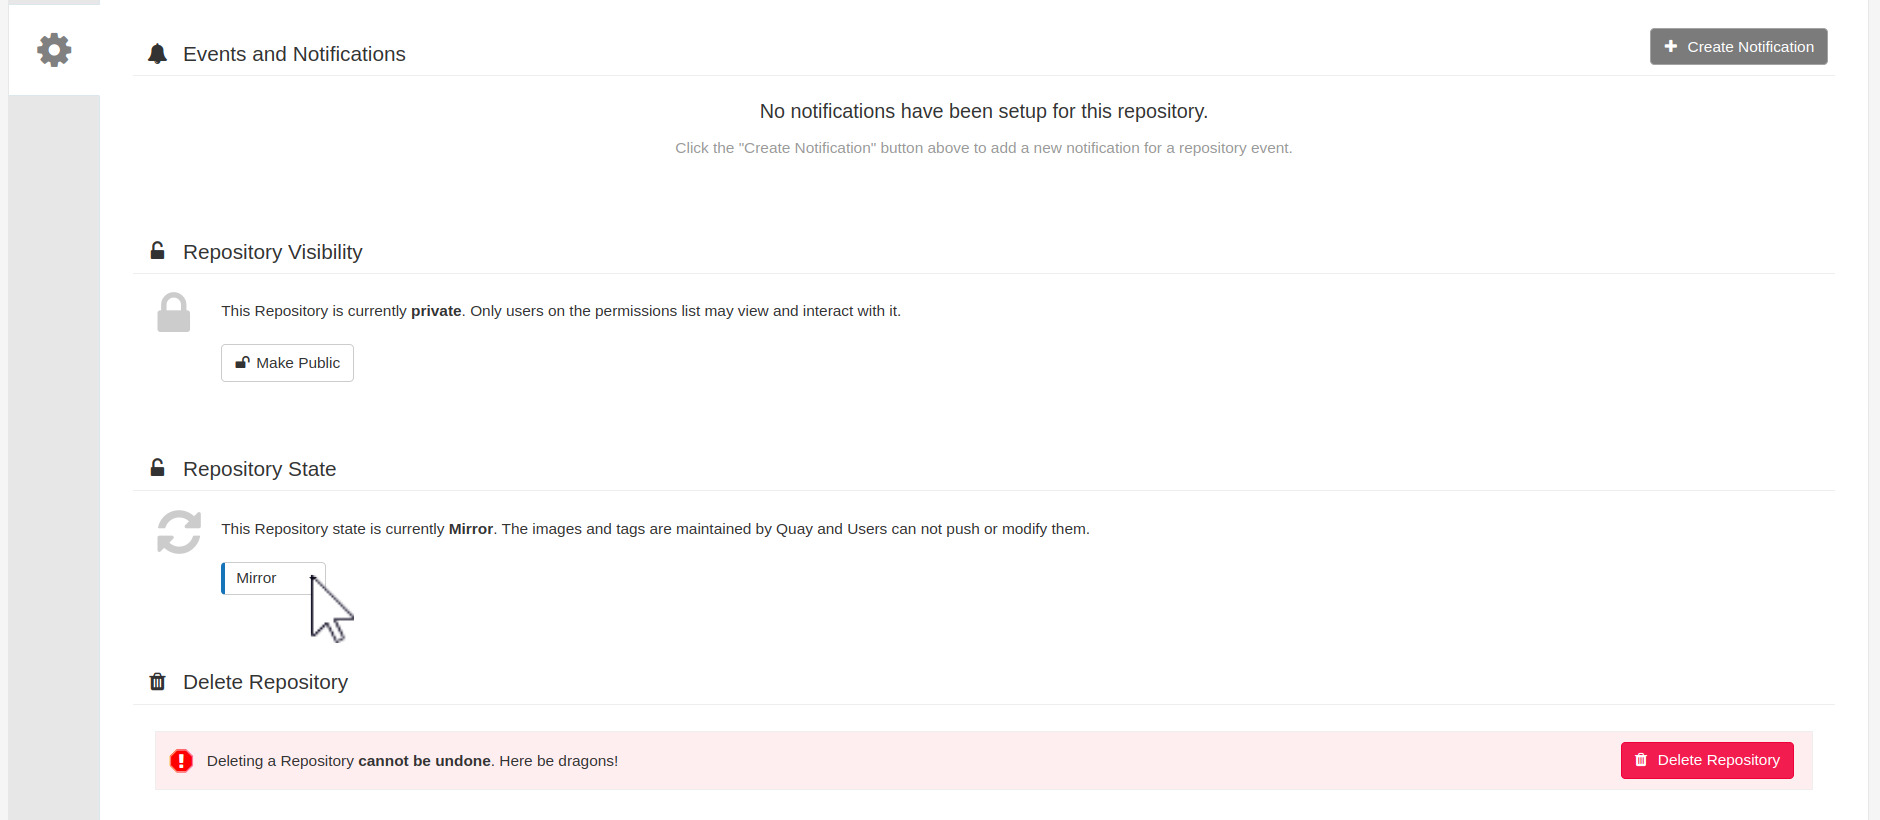 Events and Notifications
Create Notification
No notifications have been setup for this repository.
Click the "Create Notification" button above to add a new notification for a repository event.
Repository Visibility
This Repository is currently private. Only users on the permissions list may view and interact with it.
Make Public
Repository State
This Repository state is currently Mirror. The images and tags are maintained by Quay and Users can not push or modify them.
Mirror
Delete Repository
Deleting a Repository cannot be undone. Here be dragons!
Delete Repository